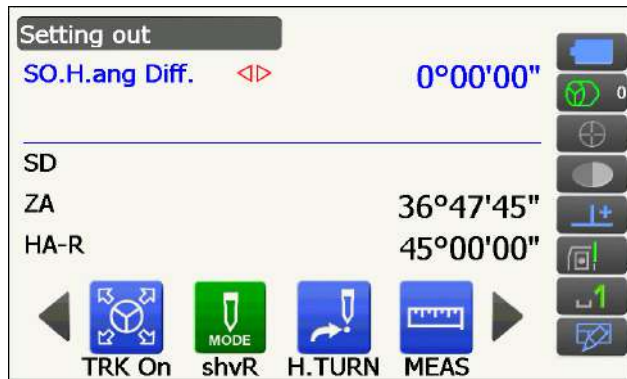 Setting out
SO.H.ang Diff. 0°00'00"
0
SD
ZA 36°47'45"
HA-R 45°00'00"
1
MODE
TRK On shvR H.TURN MEAS